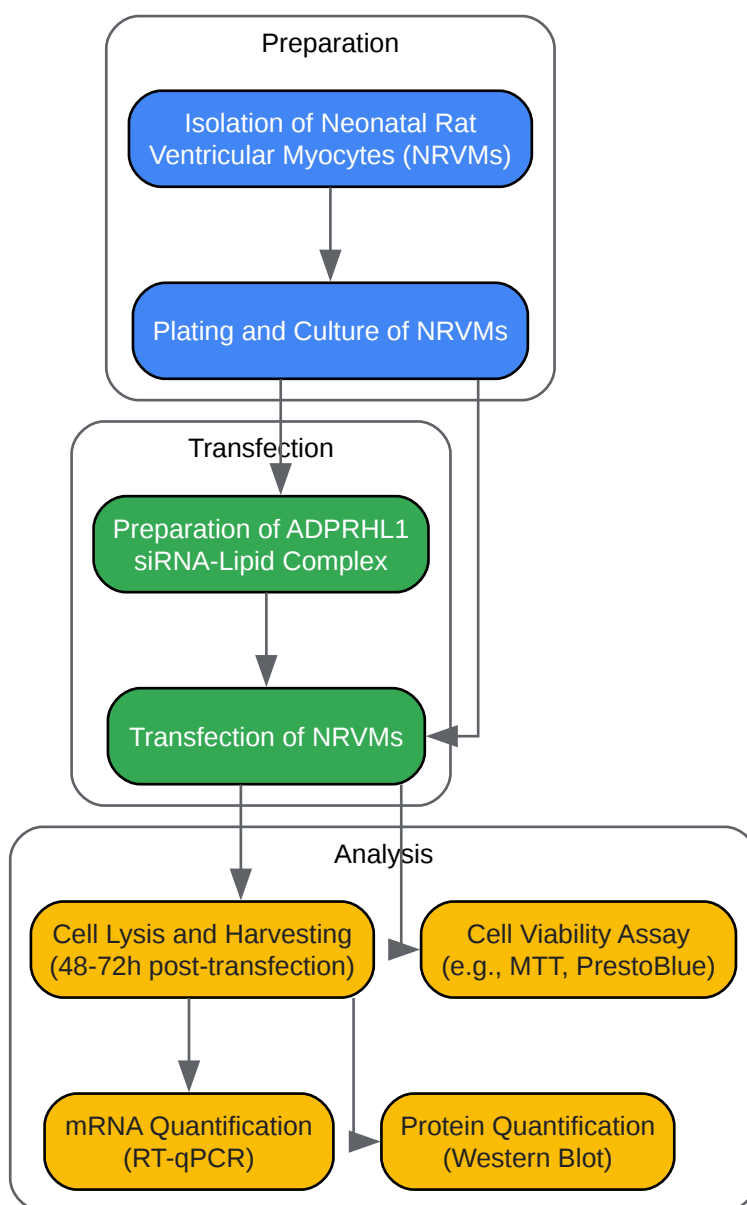 Preparation
Isolation of Neonatal Rat
Ventricular Myocytes (NRVMs)
Plating and Culture of NRVMs
Transfection
Preparation of ADPRHL1
siRNA-Lipid Complex
Transfection of NRVMs
Analysis
Cell Lysis and Harvesting
(48-72h post-transfection)
Cell Viability Assay
(e.g., MTT, PrestoBlue)
mRNA Quantification
(RT-qPCR)
Protein Quantification
(Western Blot)